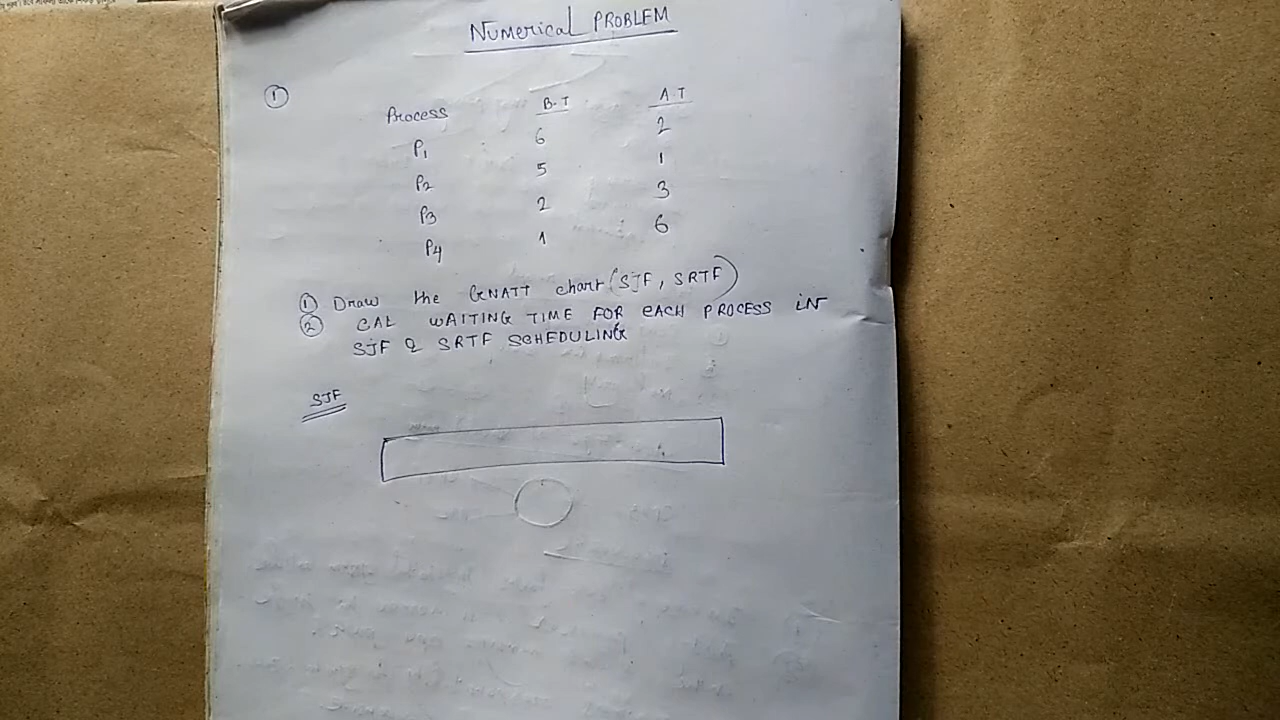 Numerical PROBLEM
①
Process B.T A.T
P1 6 2
P2 5 1
P3 2 3
P4 1 6
① Draw the GNATT chart (SJF, SRTF)
② CAL WAITING TIME FOR EACH PROCESS IN
SJF & SRTF SCHEDULING
SJF